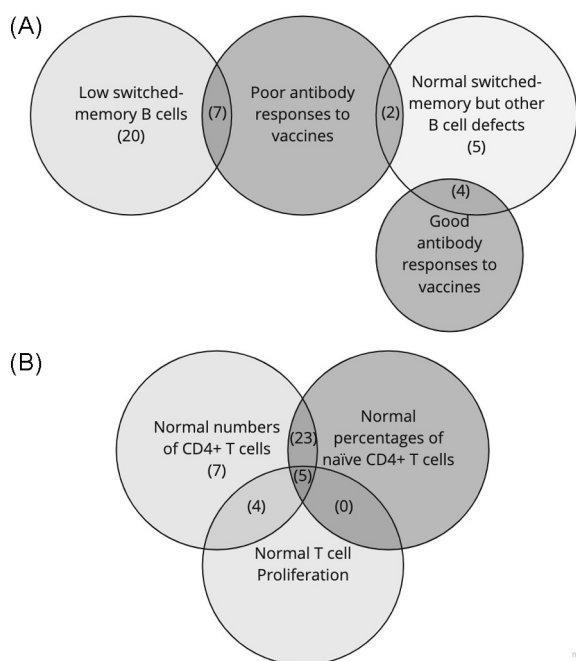 (A)
Low switched-
memory B cells
(20)
(7)
Poor antibody
responses to
vaccines
(2)
Normal switched-
memory but other
B cell defects
(5)
(4)
Good
antibody
responses to
vaccines
(B)
Normal numbers
of CD4+ T cells
(7)
(23)
(5)
Normal
percentages of
naïve CD4+ T cells
(4)
(0)
Normal T cell
Proliferation